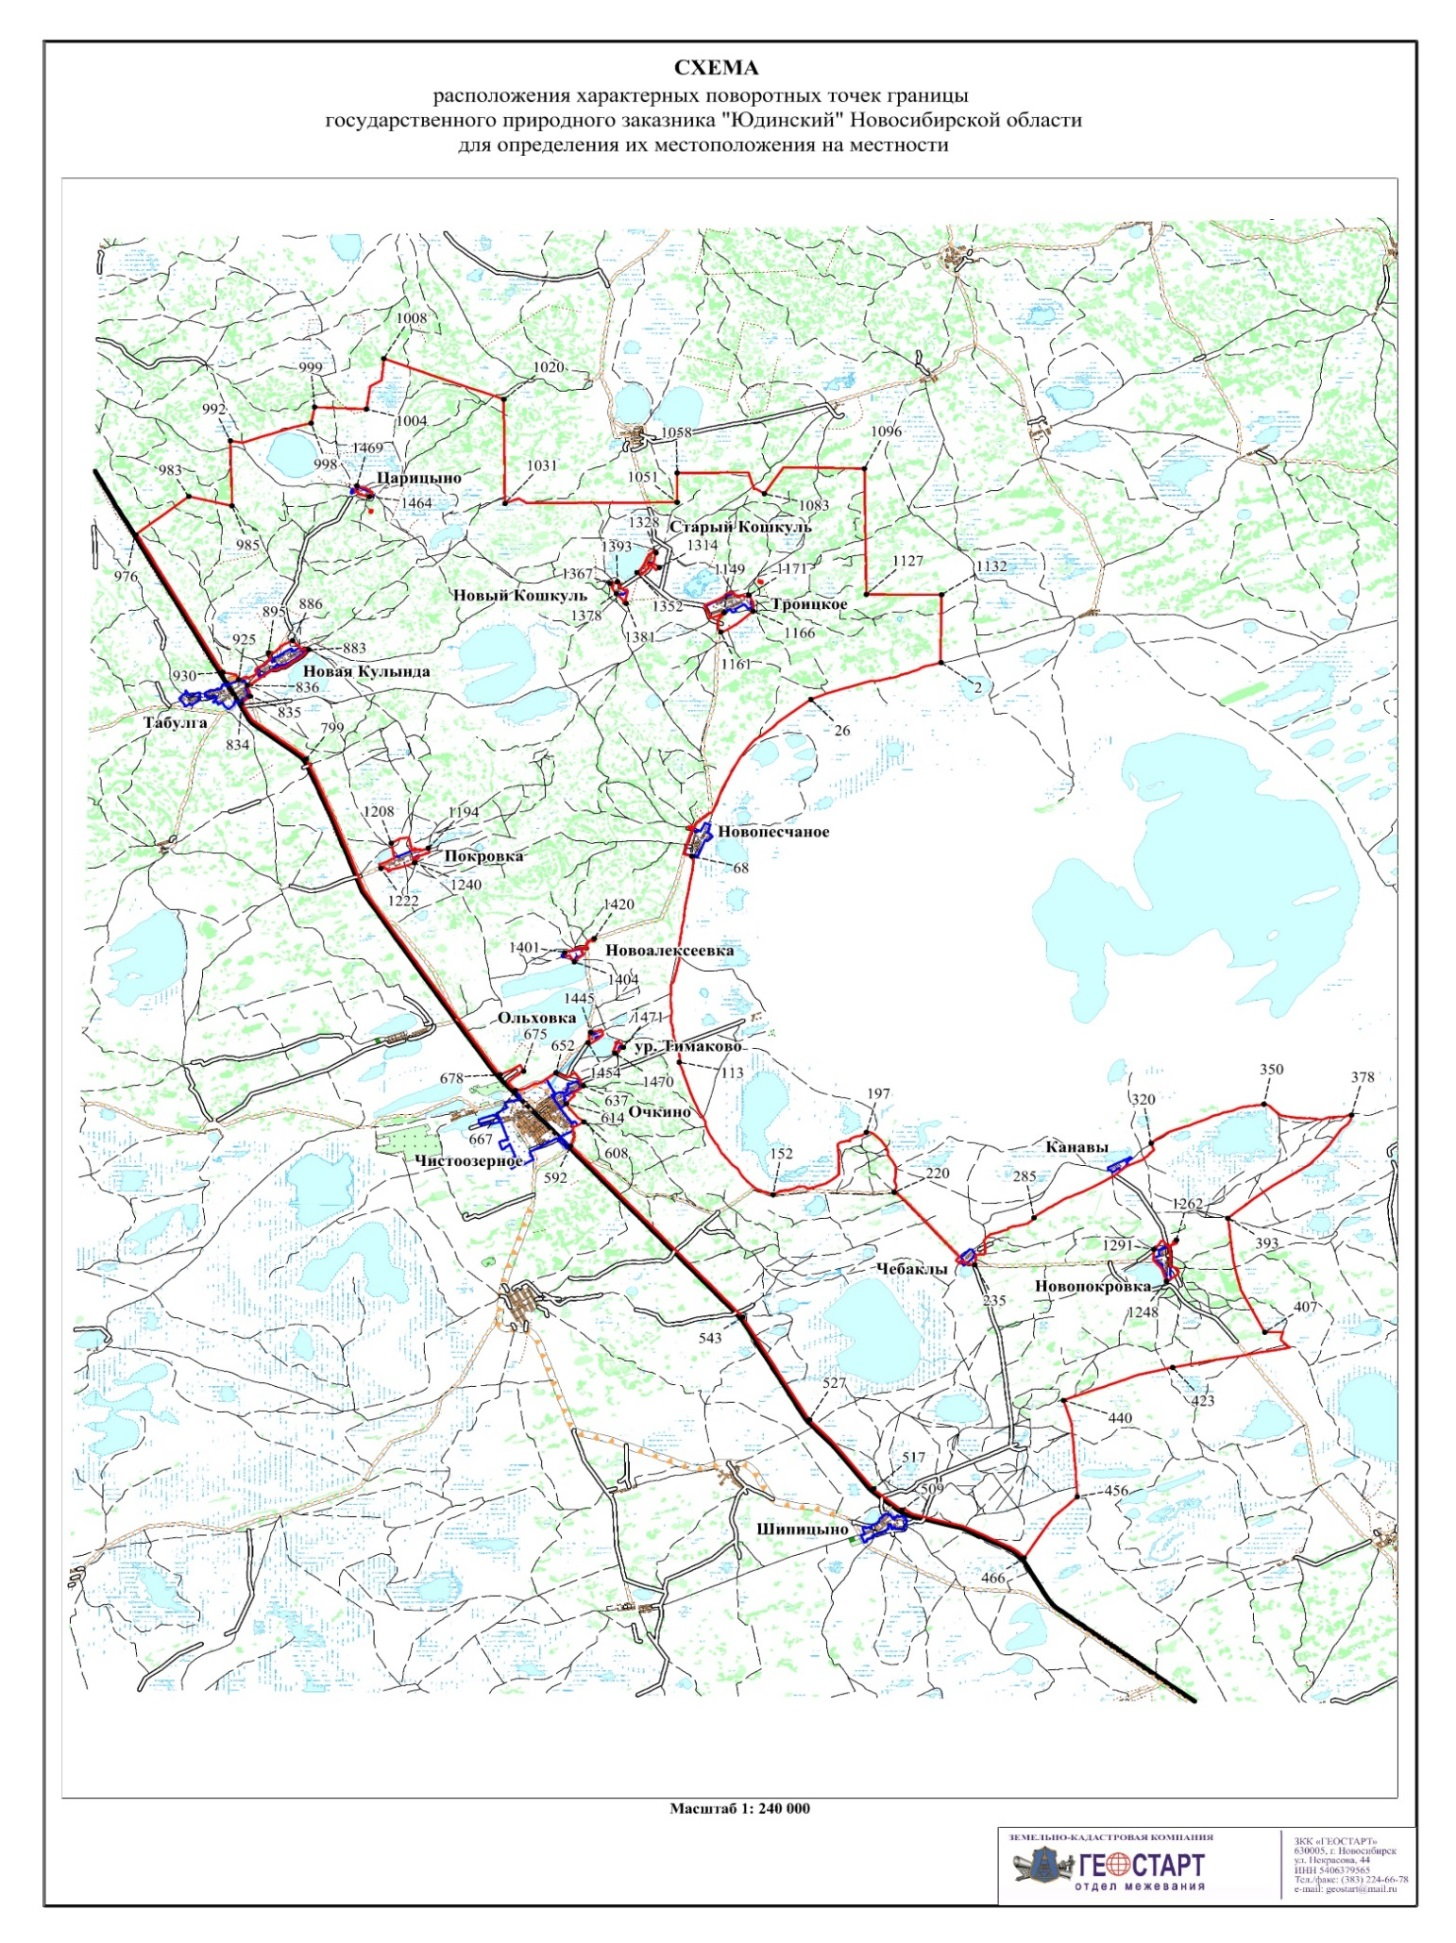 СХЕМА
расположения характерных поворотных точек границы
государственного природного заказника "Юдинский" Новосибирской области
для определения их местоположения на местности
1008
999
1020
992
1004
1469
998
1058
1096
983
Царицыно
1031
1051
1464
1083
1328
Старый Кошкуль
985
1393
1314
976
1367
1149
1171
1127
1132
Новый Кошкуль
1352
Троицкое
895
886
1378
1381
1166
925
883
1161
930
Новая Кулында
836
2
Табулга
835
799
26
834
1208
1194
Новопесчаное
Покровка
68
1240
1222
1420
1401
Новоалексеевка
1404
1445
Ольховка
1471
675
652
ур. Тимаково
678
1454
1470
113
350
378
637
197
320
Очкино
614
667
Канавы
608
Чистоозерное
592
152
220
285
1262
1291
393
Чебаклы
Новопокровка
235
1248
407
543
527
423
440
517
456
509
Шипицыно
466
Масштаб 1: 240 000
ЗЕМЕЛЬНО-КАДАСТРОВАЯ КОМПАНИЯ
ГЕОСТАРТ
ОТДЕЛ МЕЖЕВАНИЯ
ЗКК «ГЕОСТАРТ»
630005, г. Новосибирск
ул. Некрасова, 44
ИНН 5406379565
Тел./факс: (383) 224-66-78
e-mail: geostart@mail.ru